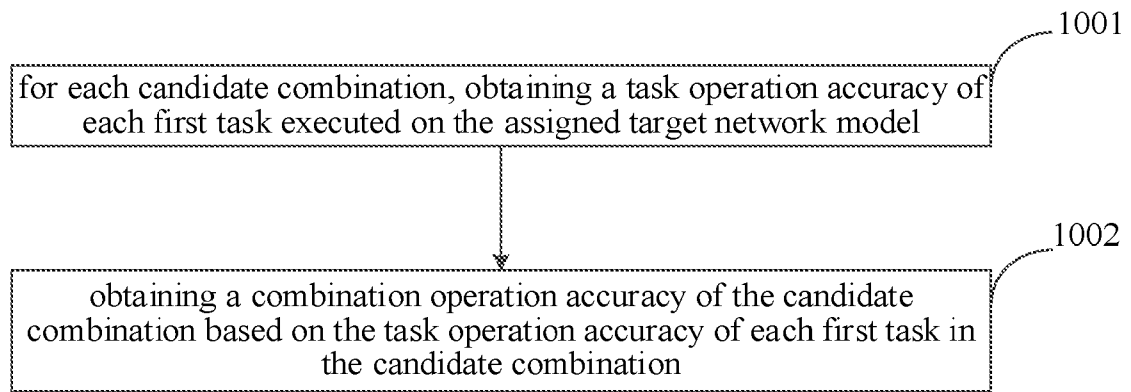 1001
for each candidate combination, obtaining a task operation accuracy of
each first task executed on the assigned target network model
1002
obtaining a combination operation accuracy of the candidate
combination based on the task operation accuracy of each first task in
the candidate combination